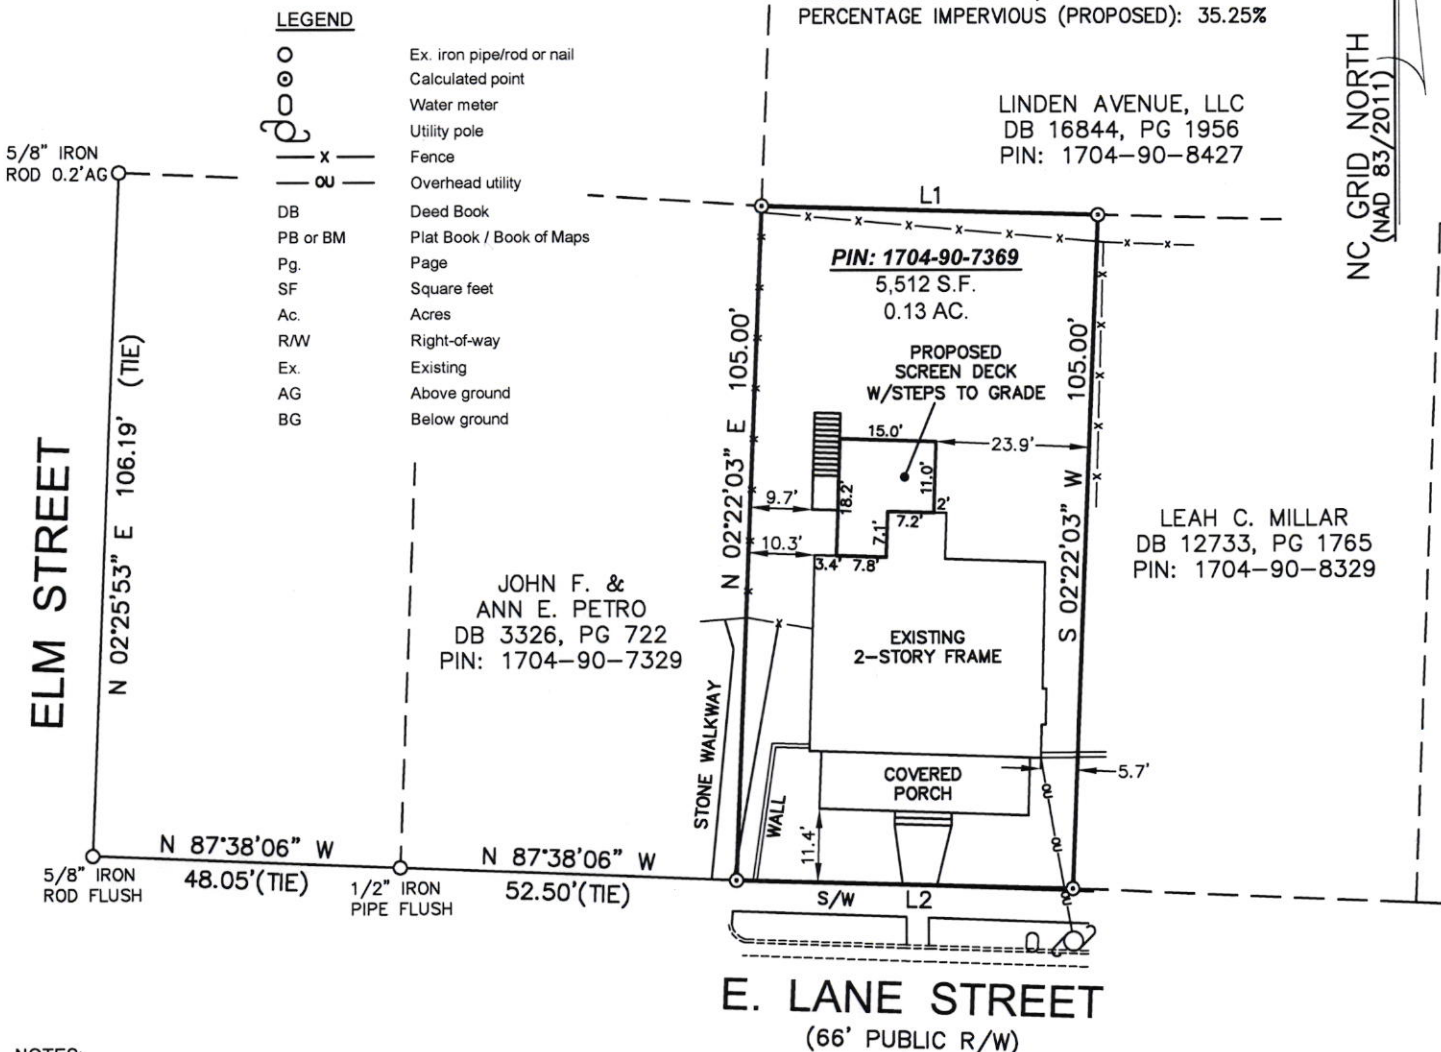 PERCENTAGE IMPERVIOUS (PROPOSED): 35.25%
LEGEND
Ex. iron pipe/rod or nail
Calculated point
Water meter
Utility pole
X Fence
OU Overhead utility
DB Deed Book
PB or BM Plat Book / Book of Maps
Pg. Page
SF Square feet
Ac. Acres
R/W Right-of-way
Ex. Existing
AG Above ground
BG Below ground
NC GRID NORTH
(NAD 83/2011)
LINDEN AVENUE, LLC
DB 16844, PG 1956
PIN: 1704-90-8427
5/8" IRON
ROD 0.2'AG
L1
PIN: 1704-90-7369
5,512 S.F.
0.13 AC.
PROPOSED
SCREEN DECK
W/STEPS TO GRADE
N 02°22'03" E 105.00'
S 02°22'03" W 105.00'
15.0'
23.9'
11.0'
18.2'
9.7'
2'
7.2'
7.1'
10.3'
3.4'
7.8'
ELM STREET
N 02°25'53" E 106.19' (TIE)
JOHN F. &
ANN E. PETRO
DB 3326, PG 722
PIN: 1704-90-7329
LEAH C. MILLAR
DB 12733, PG 1765
PIN: 1704-90-8329
EXISTING
2-STORY FRAME
STONE WALKWAY
WALL
COVERED
PORCH
5.7'
11.4'
OU
OU
OU
N 87°38'06" W
48.05'(TIE)
N 87°38'06" W
52.50'(TIE)
5/8" IRON
ROD FLUSH
1/2" IRON
PIPE FLUSH
S/W
L2
E. LANE STREET
(66' PUBLIC R/W)
NOTES: